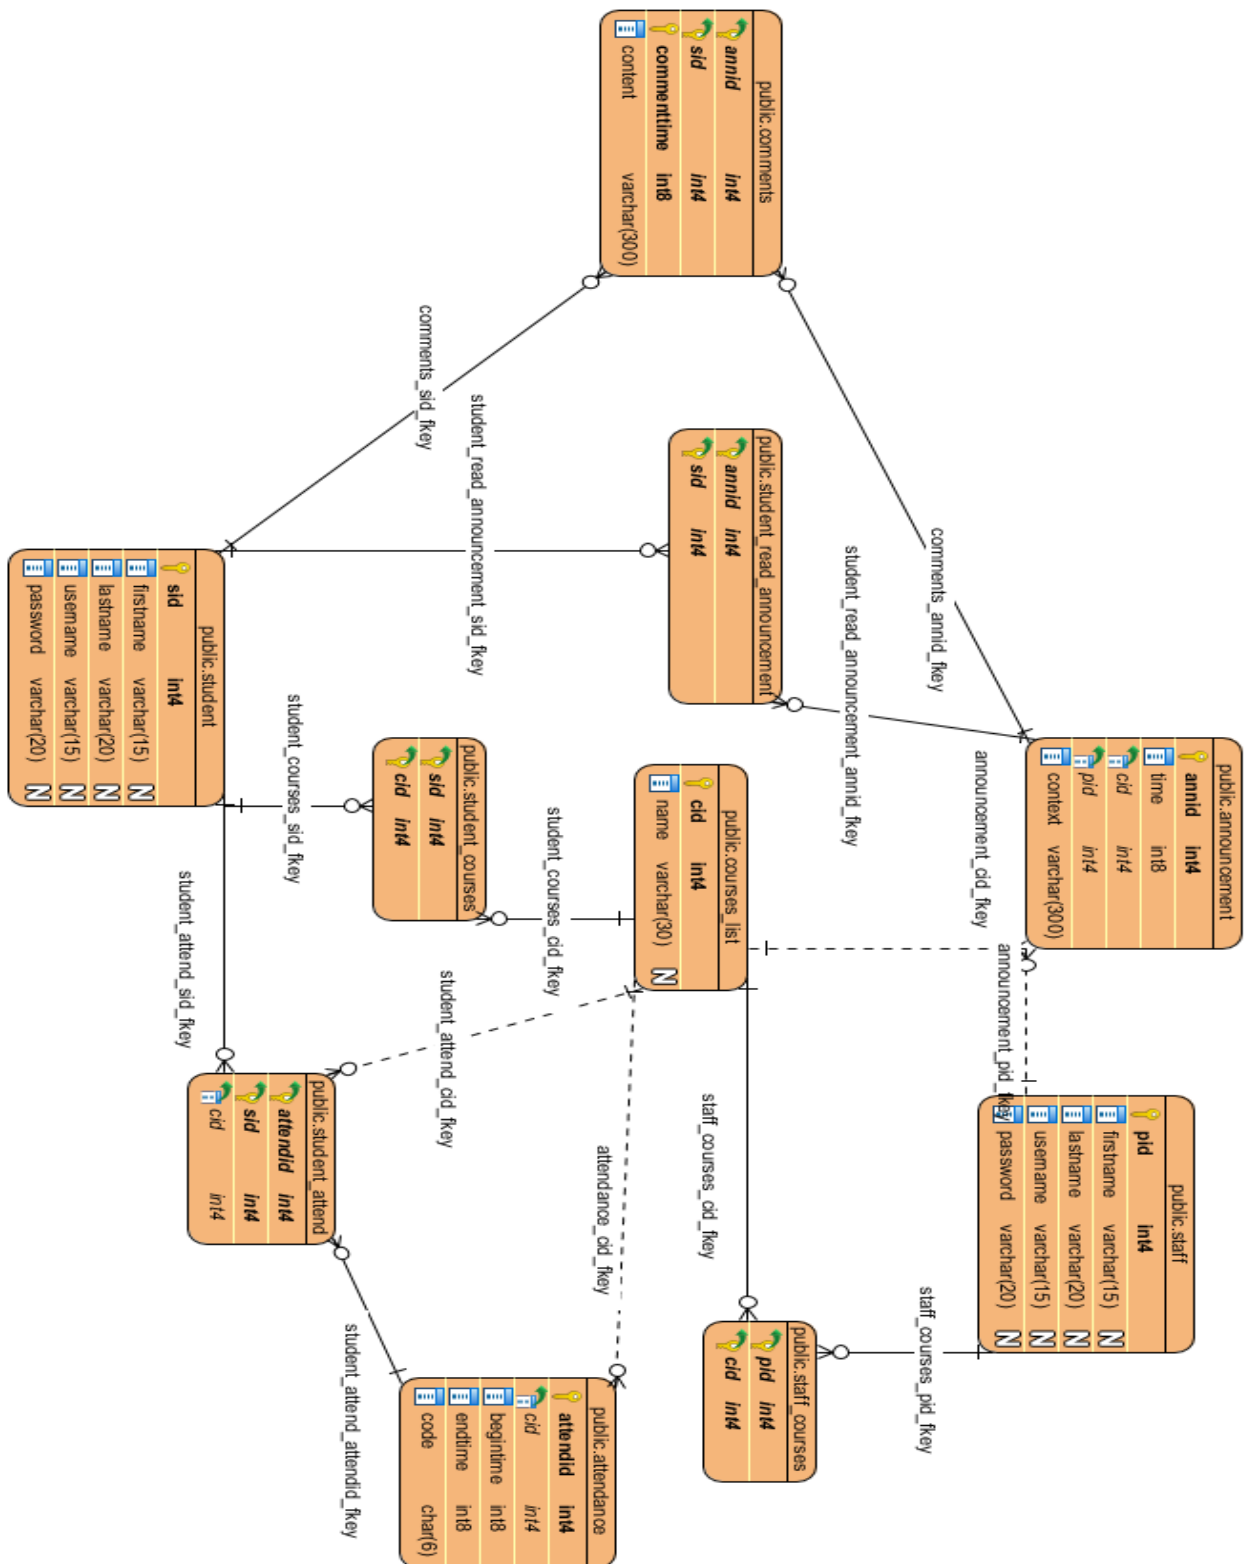 public.comments
annid int4
sid int4
commenttime int8
content varchar(300)
comments_sid_fkey
comments_annid_fkey
public.student_read_announcement
annid int4
sid int4
student_read_announcement_sid_fkey
student_read_announcement_annid_fkey
public.announcement
annid int4
time int8
cid int4
pid int4
context varchar(300)
announcement_cid_fkey
announcement_pid_fkey
public.student
sid int4
firstname varchar(15) N
lastname varchar(20) N
username varchar(15) N
password varchar(20) N
student_courses_sid_fkey
public.student_courses
sid int4
cid int4
student_courses_cid_fkey
public.courses_list
cid int4
name varchar(30) N
student_attend_sid_fkey
student_attend_cid_fkey
attendance_cid_fkey
staff_courses_cid_fkey
public.staff
pid int4
firstname varchar(15) N
lastname varchar(20) N
username varchar(15) N
password varchar(20) N
staff_courses_pid_fkey
public.student_attend
attendid int4
sid int4
cid int4
student_attend_attendid_fkey
public.attendance
attendid int4
cid int4
begintime int8
endtime int8
code char(6)
public.staff_courses
pid int4
cid int4